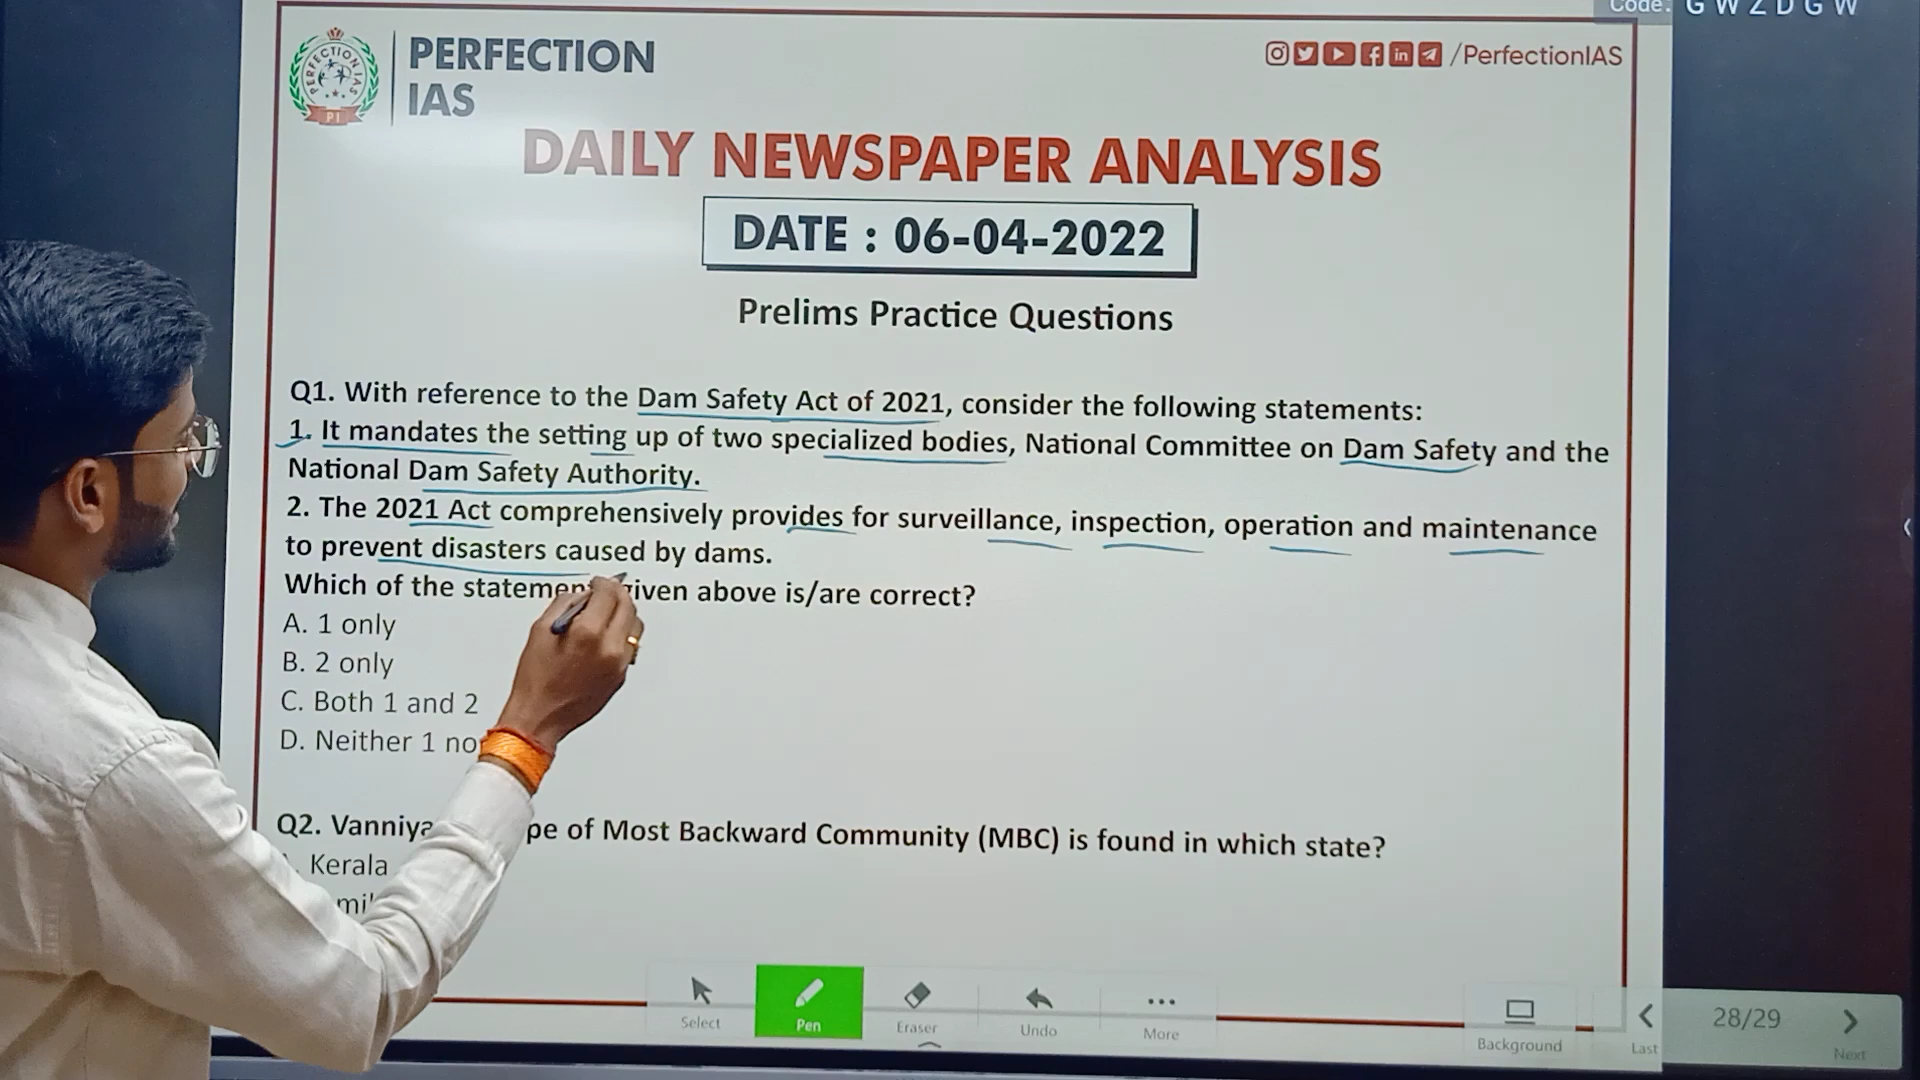 Code: G W Z D G W
PERFECTION
IAS
PERFECTION IAS
PI
/PerfectionIAS
DAILY NEWSPAPER ANALYSIS
DATE : 06-04-2022
Prelims Practice Questions
Q1. With reference to the Dam Safety Act of 2021, consider the following statements:
1. It mandates the setting up of two specialized bodies, National Committee on Dam Safety and the
National Dam Safety Authority.
2. The 2021 Act comprehensively provides for surveillance, inspection, operation and maintenance
to prevent disasters caused by dams.
Which of the statement given above is/are correct?
A. 1 only
B. 2 only
C. Both 1 and 2
D. Neither 1
Q2. of Most Backward Community (MBC) is found in which state?
Kerala
Select
Pen
Eraser
Undo
More
Background
Last
28/29
Next